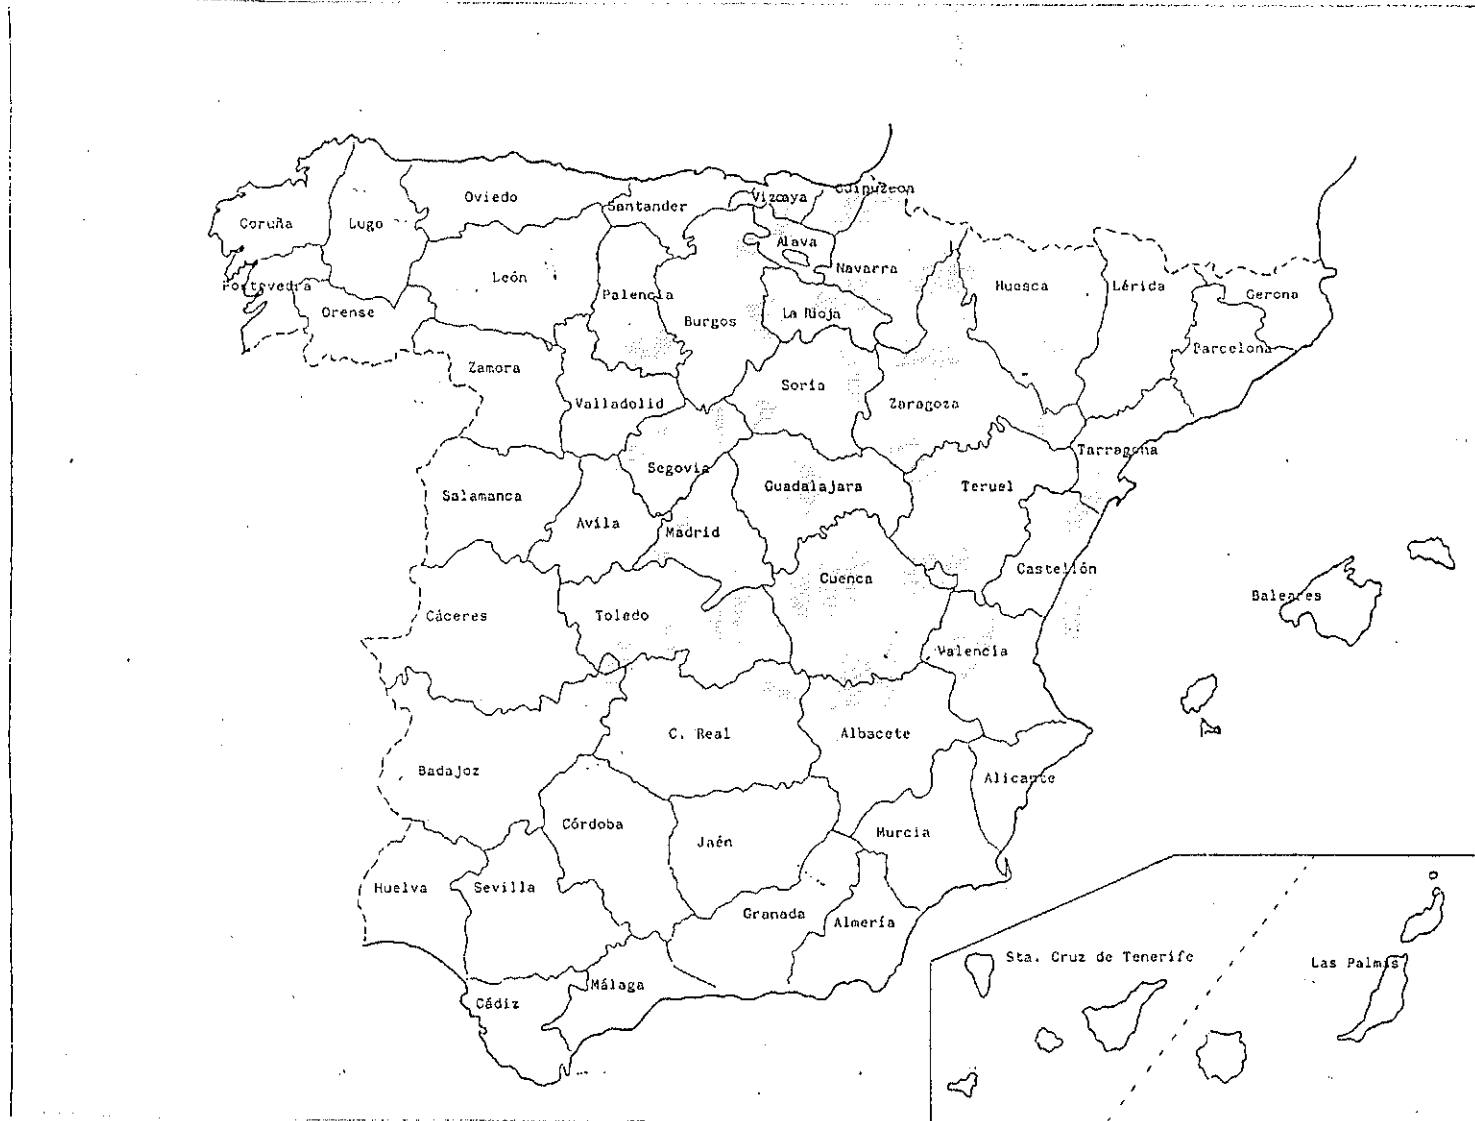 Guipuzcoa
Vizcaya
Oviedo
Santander
Coruña
Lugo
Alava
Navarra
León
Pontevedra
Palencia
Huesca
Lérida
Gerona
Orense
Burgos
La Rioja
Barcelona
Zamora
Soria
Valladolid
Zaragoza
Tarragona
Segovia
Salamanca
Guadalajara
Teruel
Avila
Madrid
Castellón
Cuenca
Baleares
Cáceres
Toledo
Valencia
C. Real
Albacete
Badajoz
Alicante
Córdoba
Murcia
Jaén
Huelva
Sevilla
Granada
Almería
Sta. Cruz de Tenerife
Las Palmas
Málaga
Cádiz